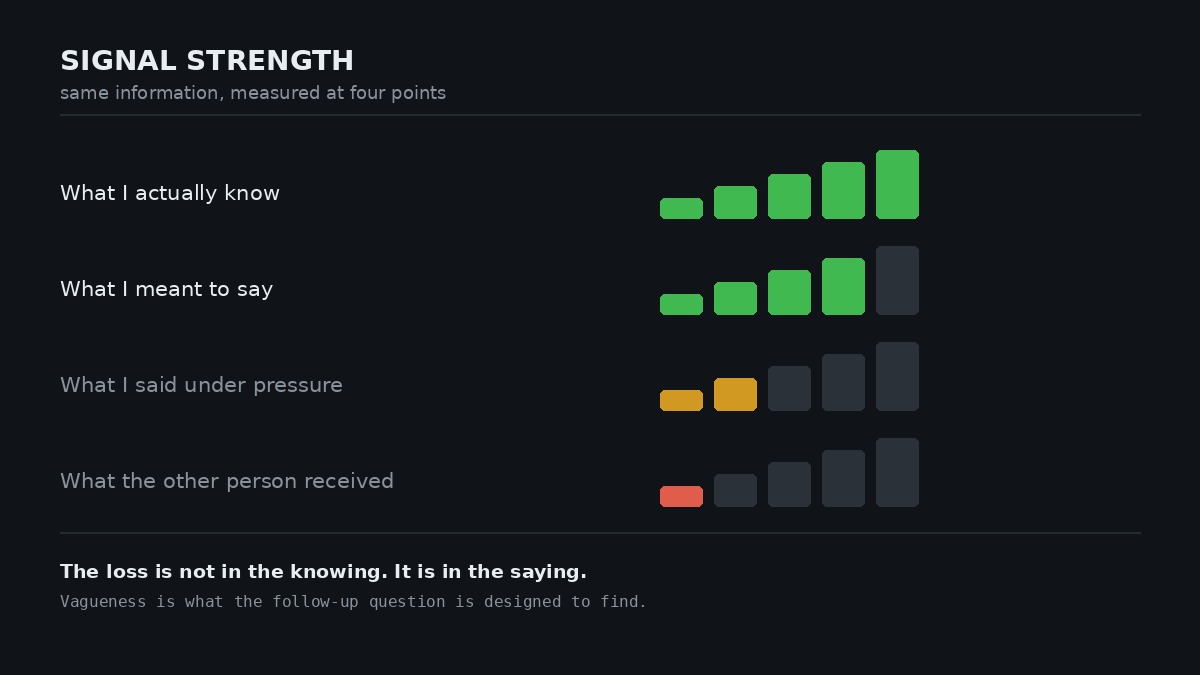 SIGNAL STRENGTH
same information, measured at four points
What I actually know
What I meant to say
What I said under pressure
What the other person received
The loss is not in the knowing. It is in the saying.
Vagueness is what the follow-up question is designed to find.